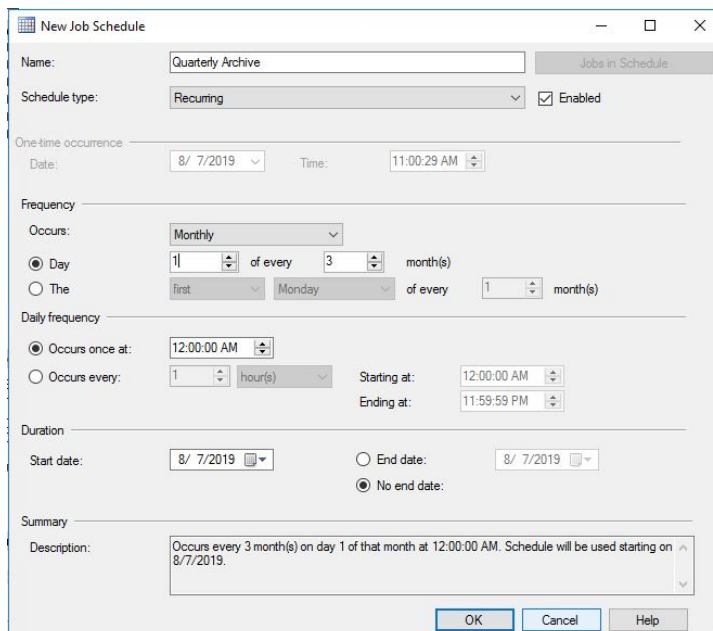 New Job Schedule
Name: Quarterly Archive Jobs in Schedule
Schedule type: Recurring Enabled
One-time occurrence
Date: 8/ 7/2019 Time: 11:00:29 AM
Frequency
Occurs: Monthly
Day 1 of every 3 month(s)
The first Monday of every 1 month(s)
Daily frequency
Occurs once at: 12:00:00 AM
Occurs every: 1 hour(s) Starting at: 12:00:00 AM
Ending at: 11:59:59 PM
Duration
Start date: 8/ 7/2019 End date: 8/ 7/2019
No end date:
Summary
Description: Occurs every 3 month(s) on day 1 of that month at 12:00:00 AM. Schedule will be used starting on
8/7/2019.
OK Cancel Help